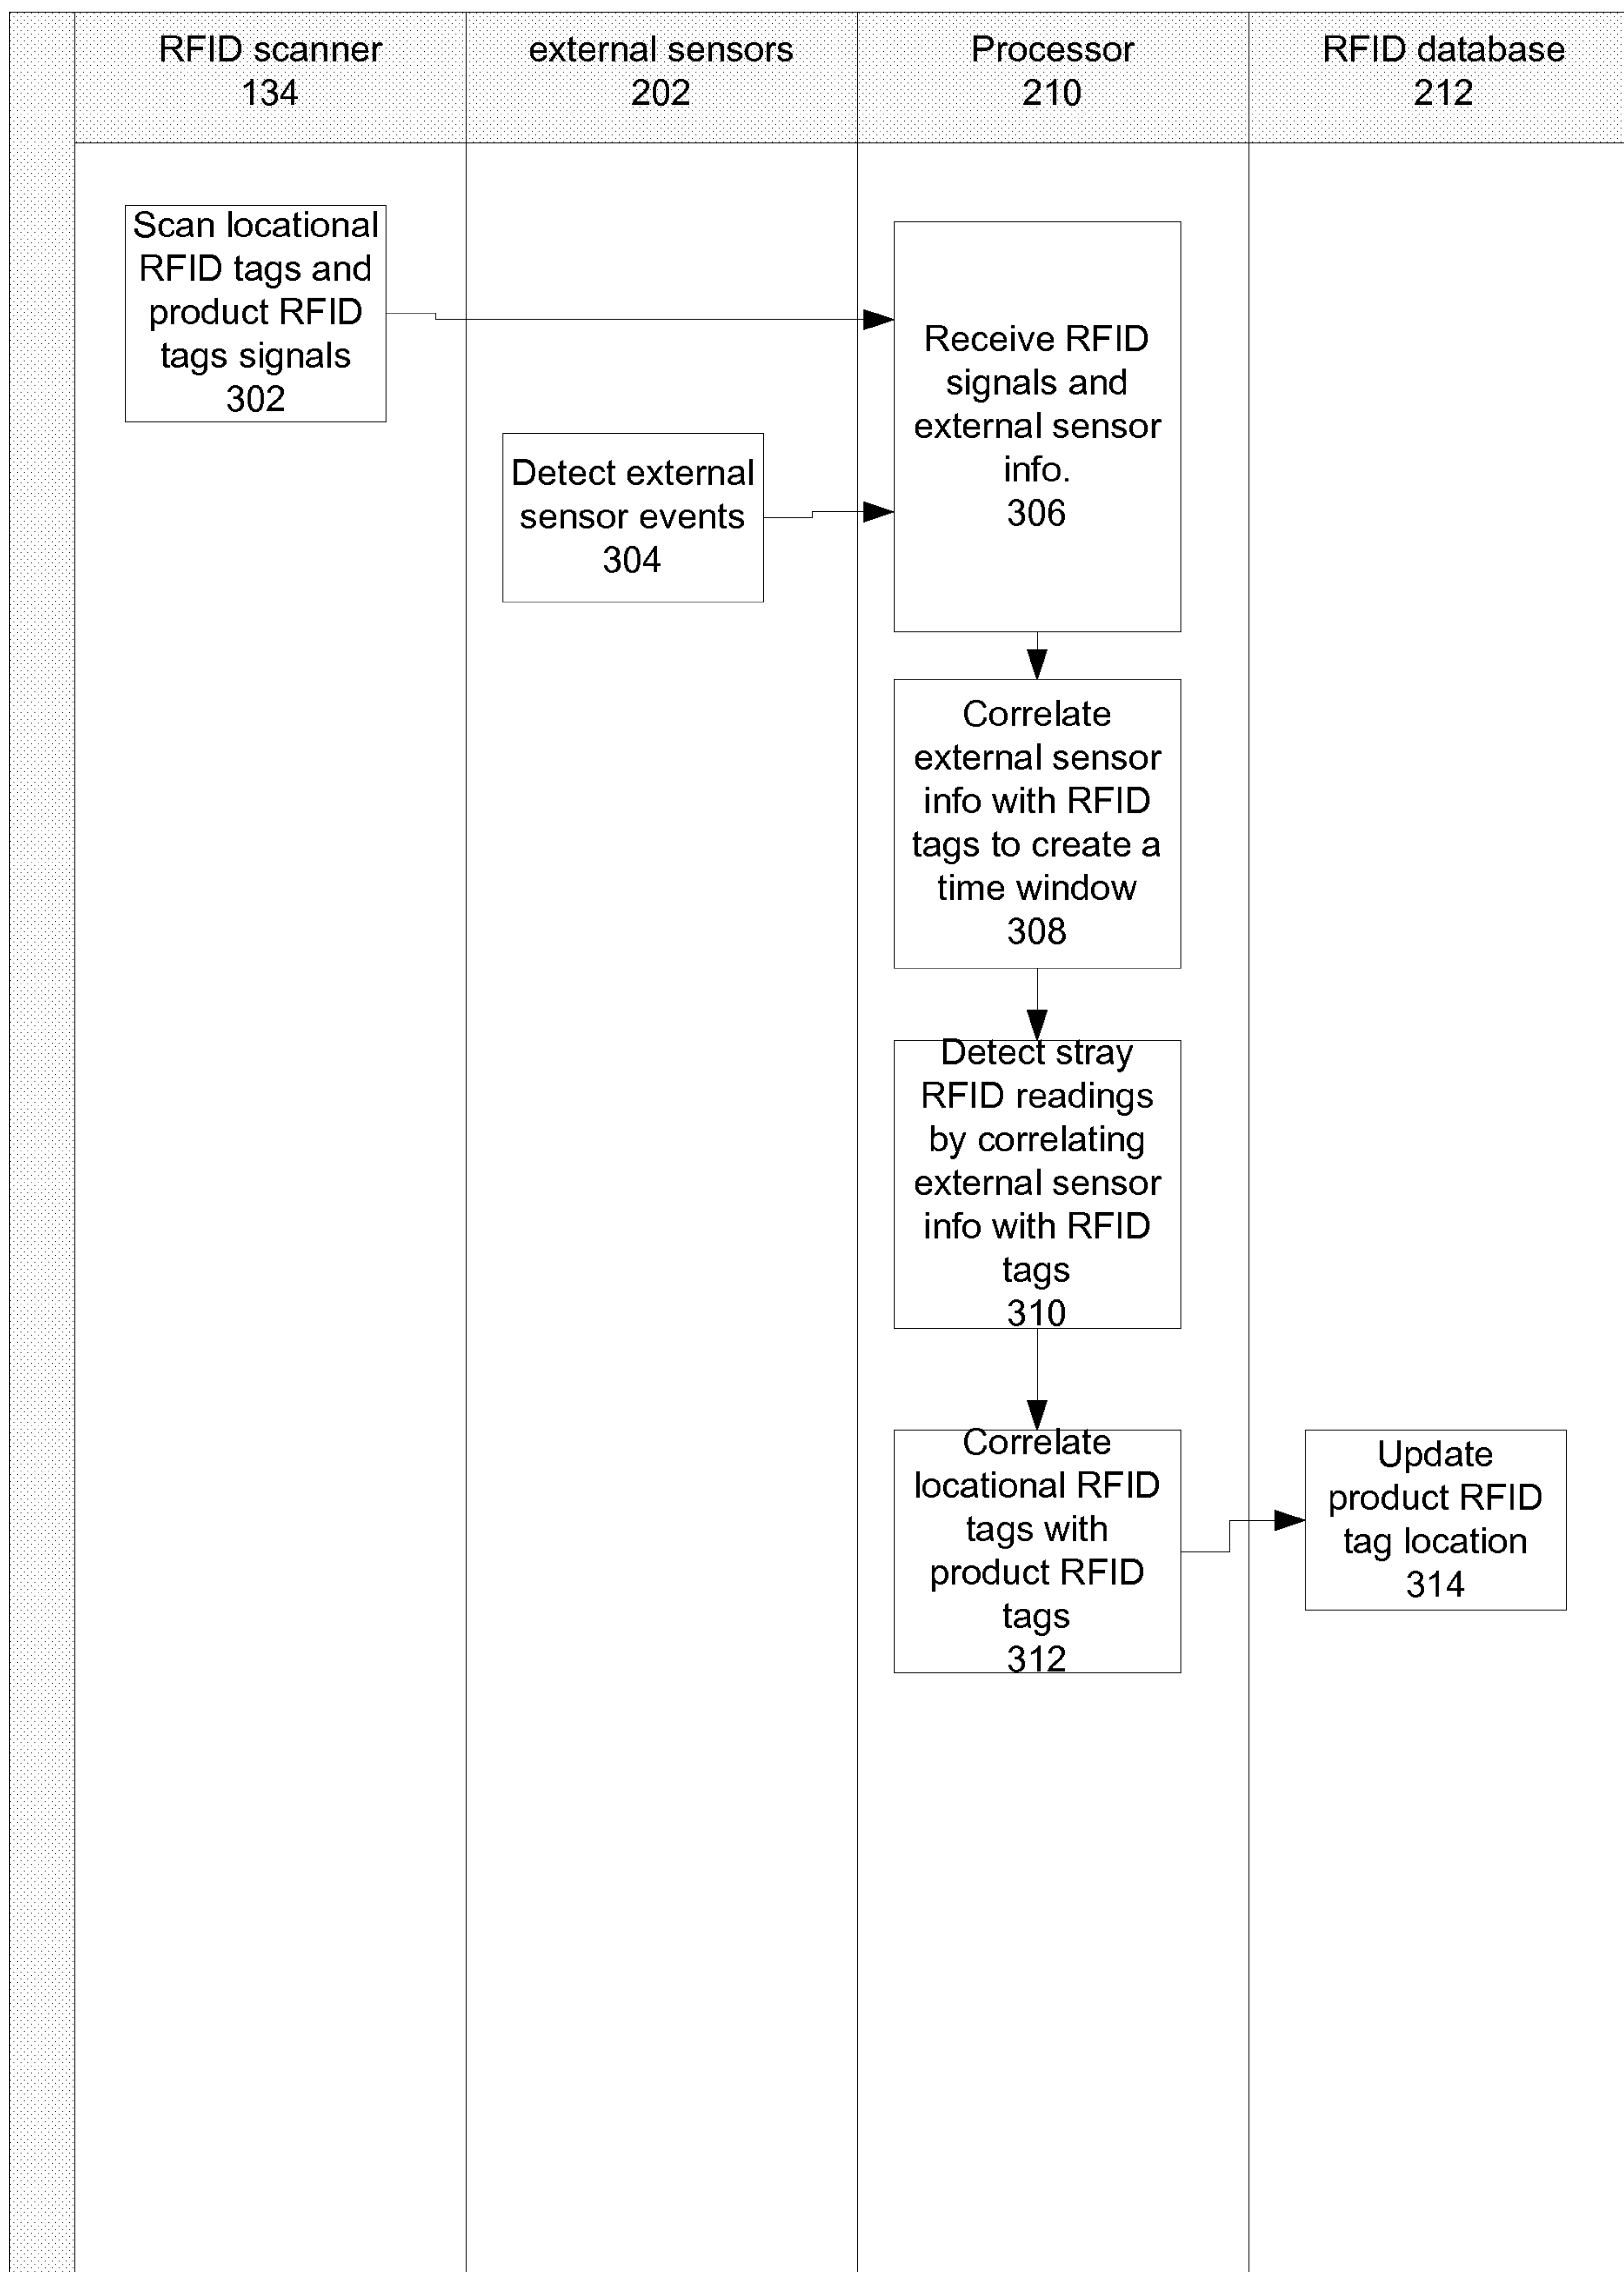 RFID scanner
134
external sensors
202
Processor
210
RFID database
212
Scan locational
RFID tags and
product RFID
tags signals
302
Detect external
sensor events
304
Receive RFID
signals and
external sensor
info.
306
Correlate
external sensor
info with RFID
tags to create a
time window
308
Detect stray
RFID readings
by correlating
external sensor
info with RFID
tags
310
Correlate
locational RFID
tags with
product RFID
tags
312
Update
product RFID
tag location
314